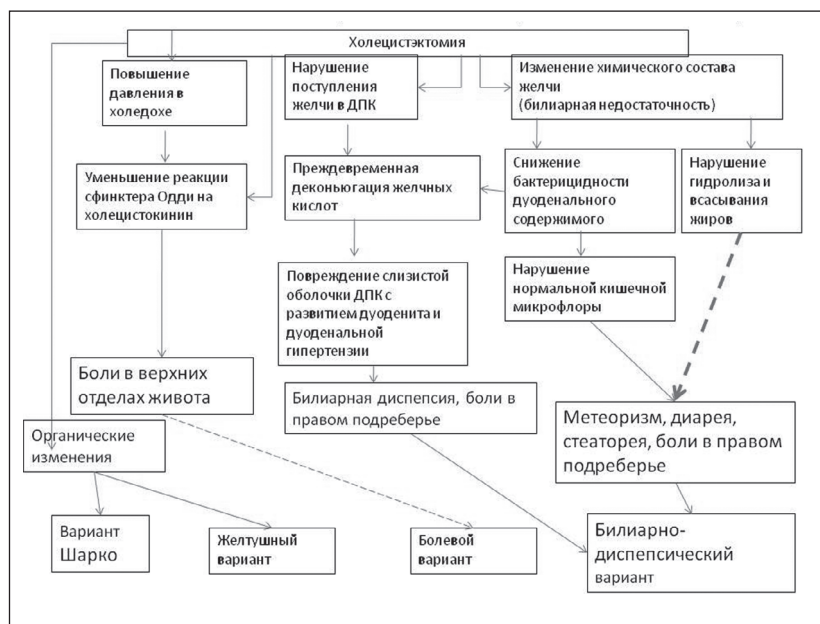 Холецистэктомия
Повышение
давления в
холедохе
Нарушение
поступления
желчи в ДПК
Изменение химического состава
желчи
(билиарная недостаточность)
Уменьшение реакции
сфинктера Одди на
холецистокинин
Преждевременная
деконьюгация желчных
кислот
Снижение
бактерицидности
дуоденального
содержимого
Нарушение
гидролиза и
всасывания
жиров
Повреждение слизистой
оболочки ДПК с
развитием дуоденита и
дуоденальной
гипертензии
Нарушение
нормальной кишечной
микрофлоры
Боли в верхних
отделах живота
Билиарная диспепсия, боли в
правом подреберье
Метеоризм, диарея,
стеаторея, боли в правом
подреберье
Органические
изменения
Вариант
Шарко
Желтушный
вариант
Болевой
вариант
Билиарно-
диспепсический
вариант